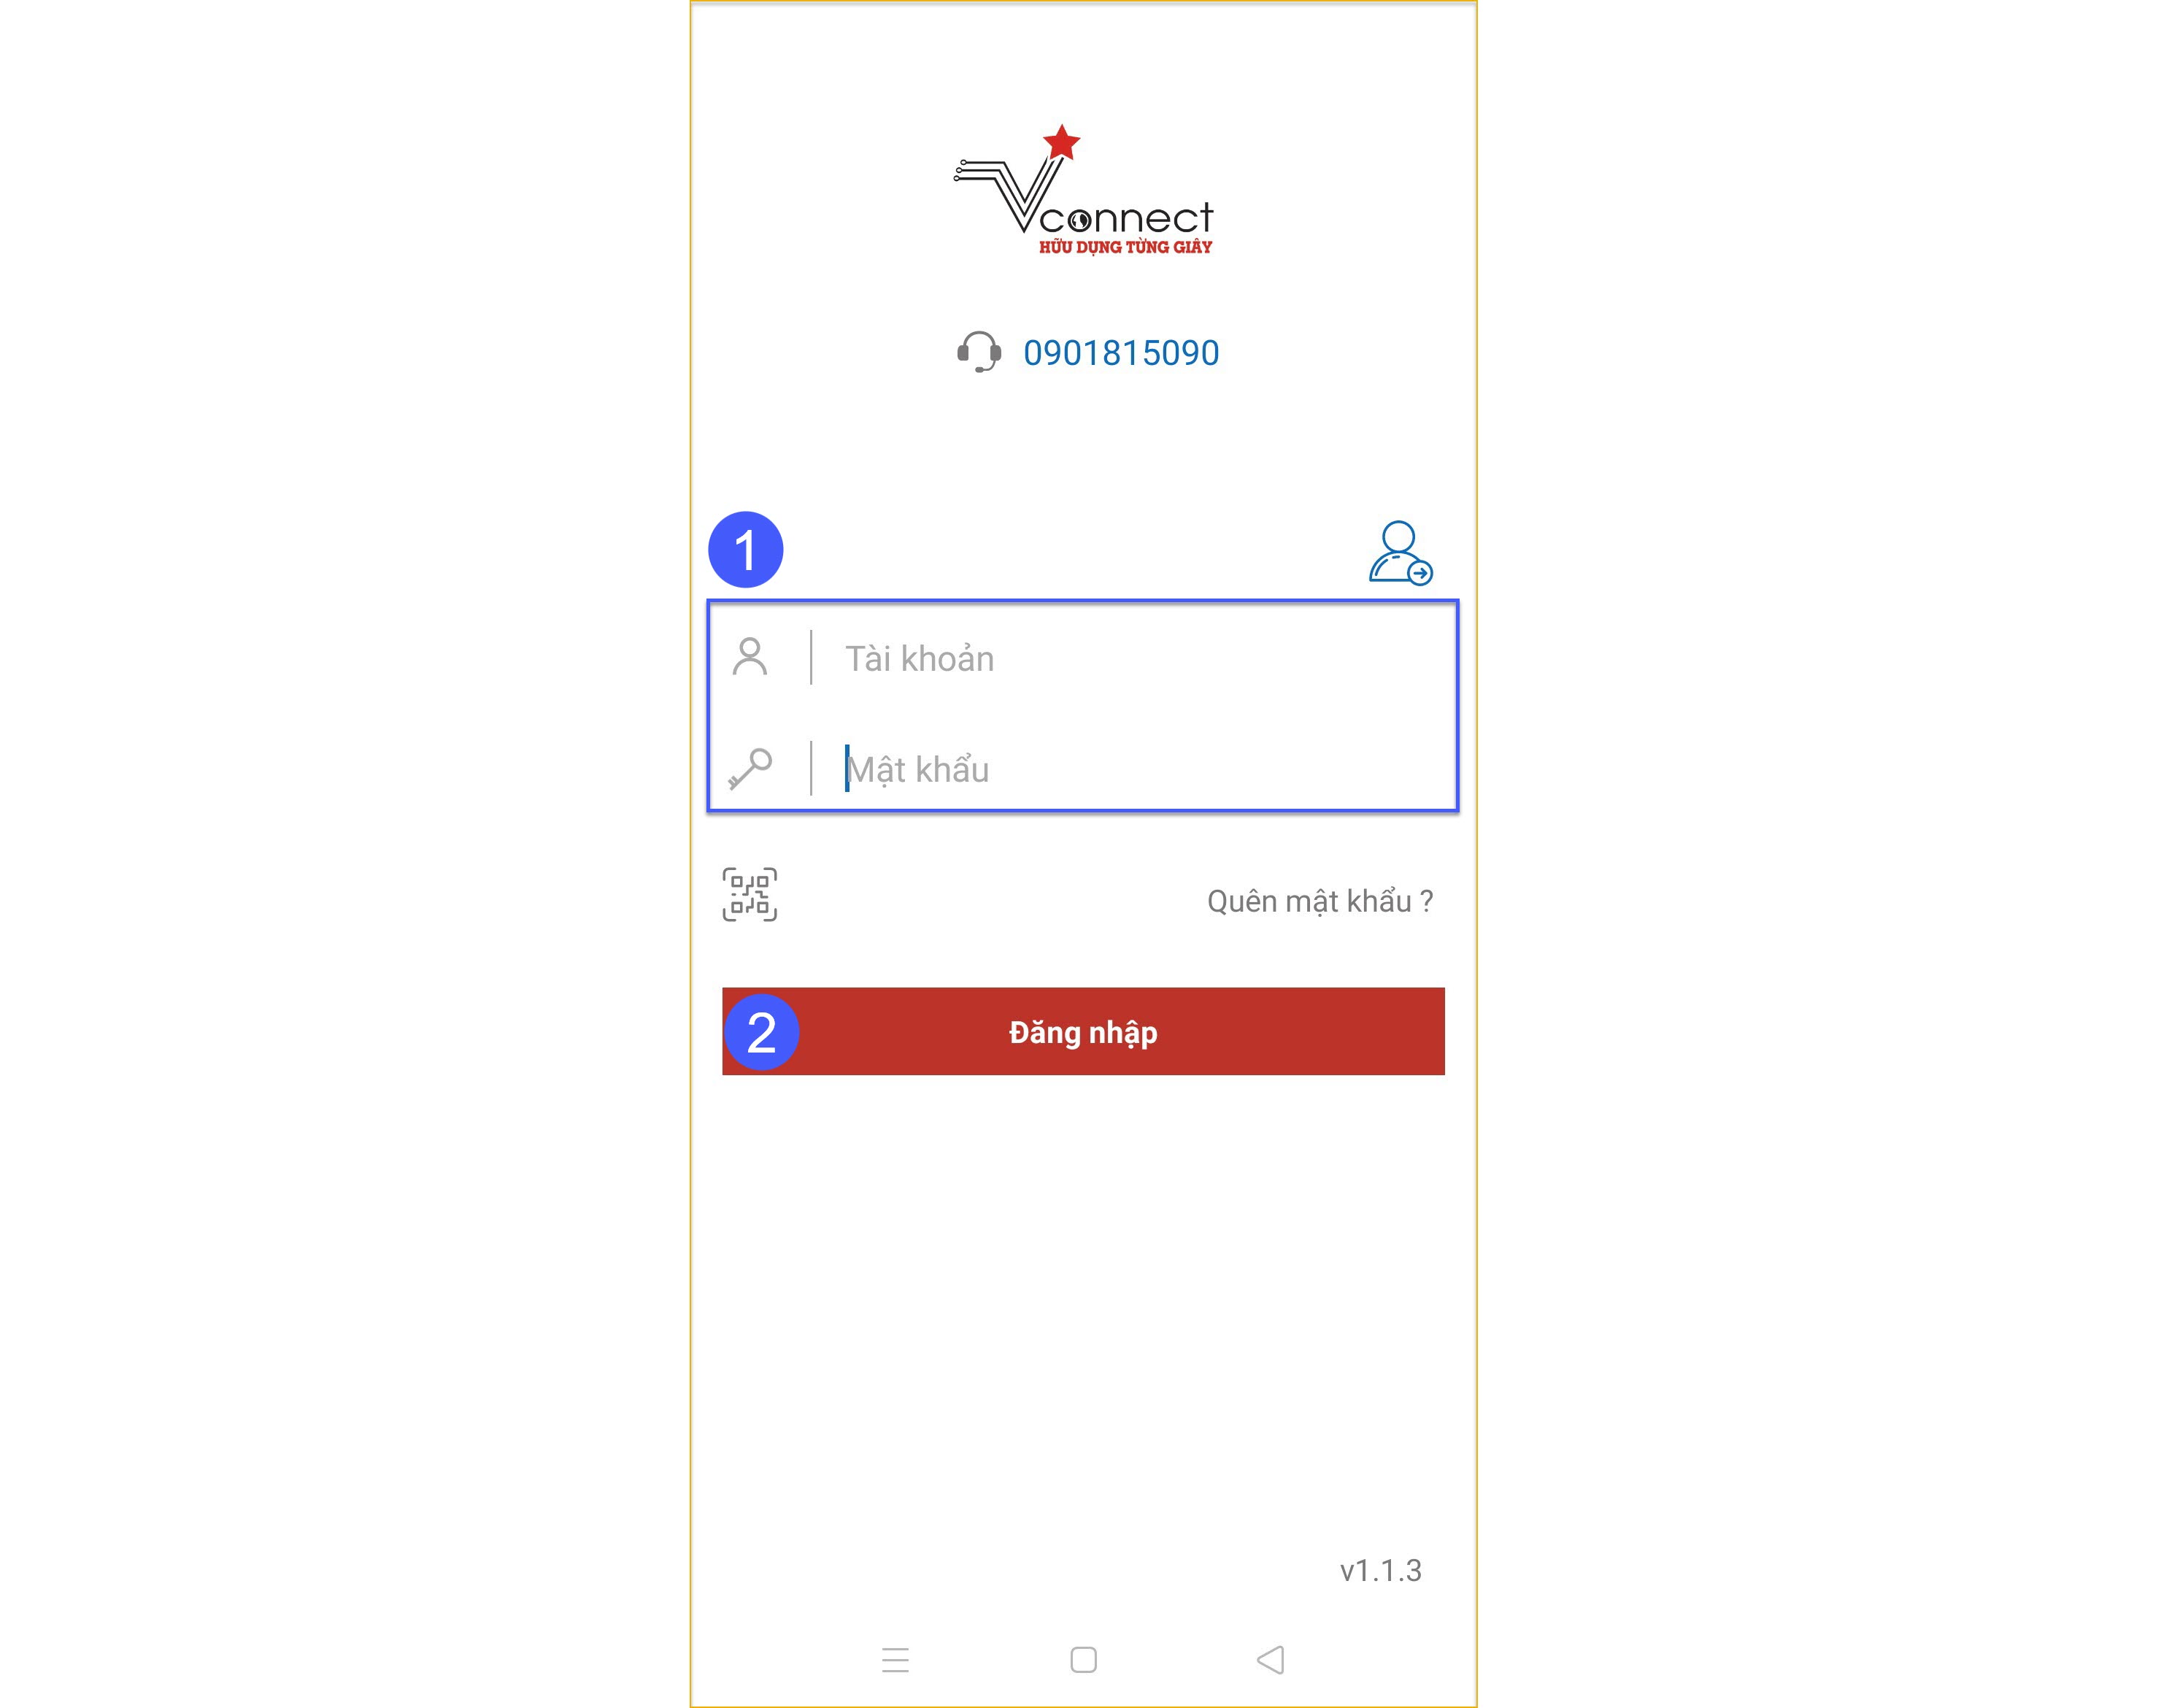 Vconnect
HỮU DỤNG TỪNG GIÂY
0901815090
1
Tài khoản
Mật khẩu
Quên mật khẩu ?
2
Đăng nhập
v1.1.3